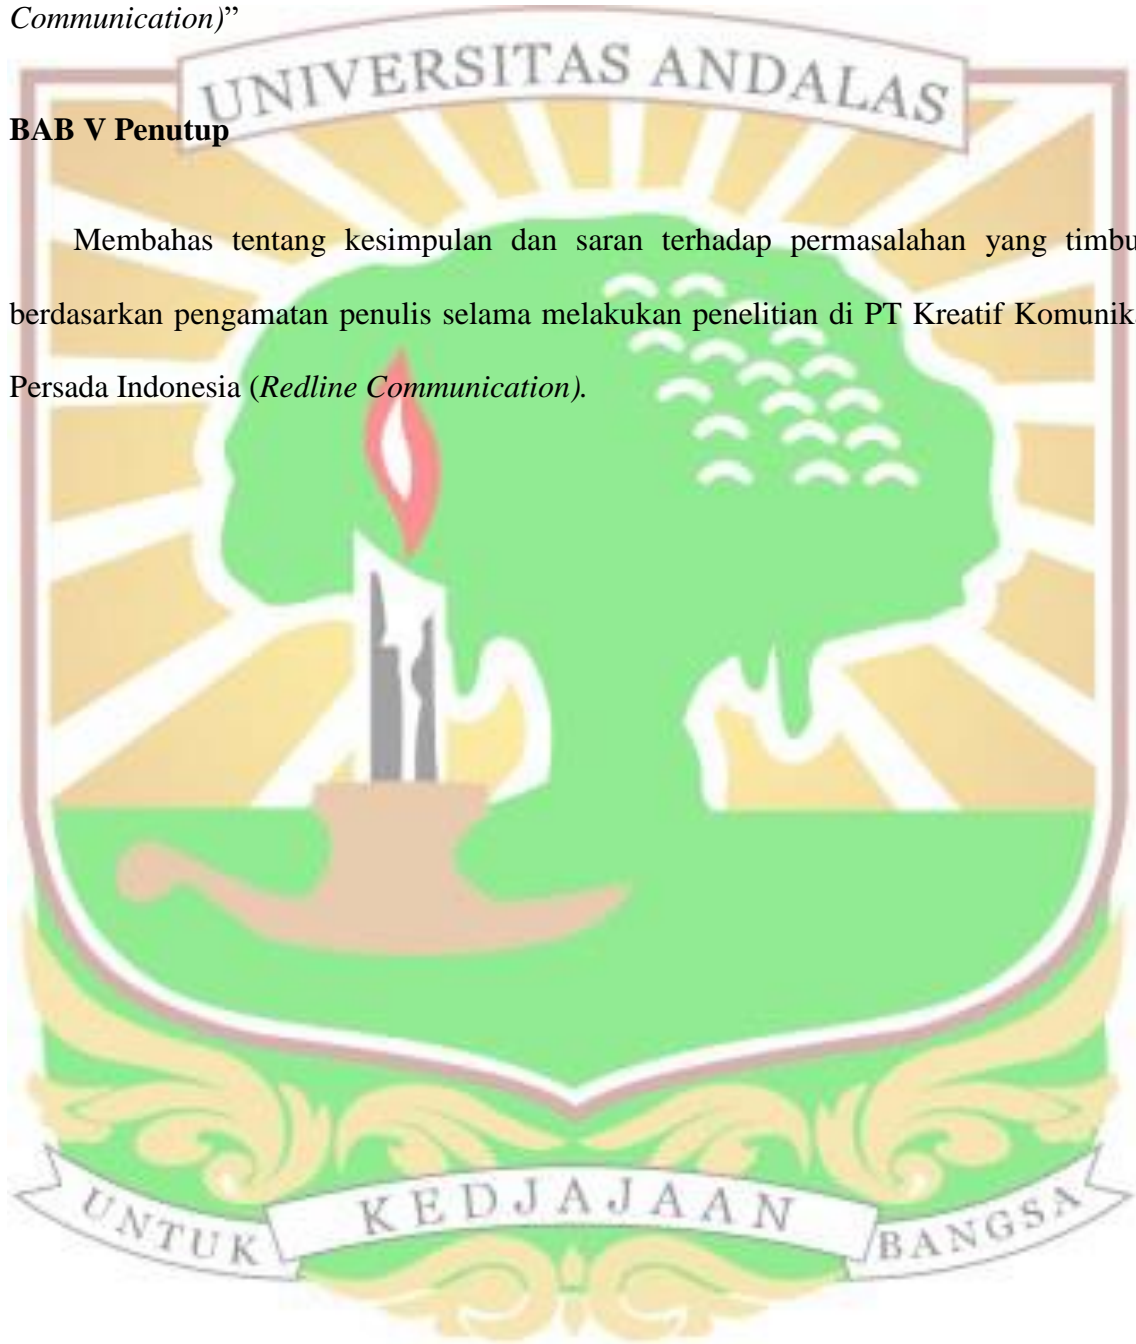 Communication)”
UNIVERSITAS ANDALAS
BAB V Penutup
Membahas tentang kesimpulan dan saran terhadap permasalahan yang timbu
berdasarkan pengamatan penulis selama melakukan penelitian di PT Kreatif Komunik
Persada Indonesia (Redline Communication).
UNTUK KEDJAJAAN BANGSA